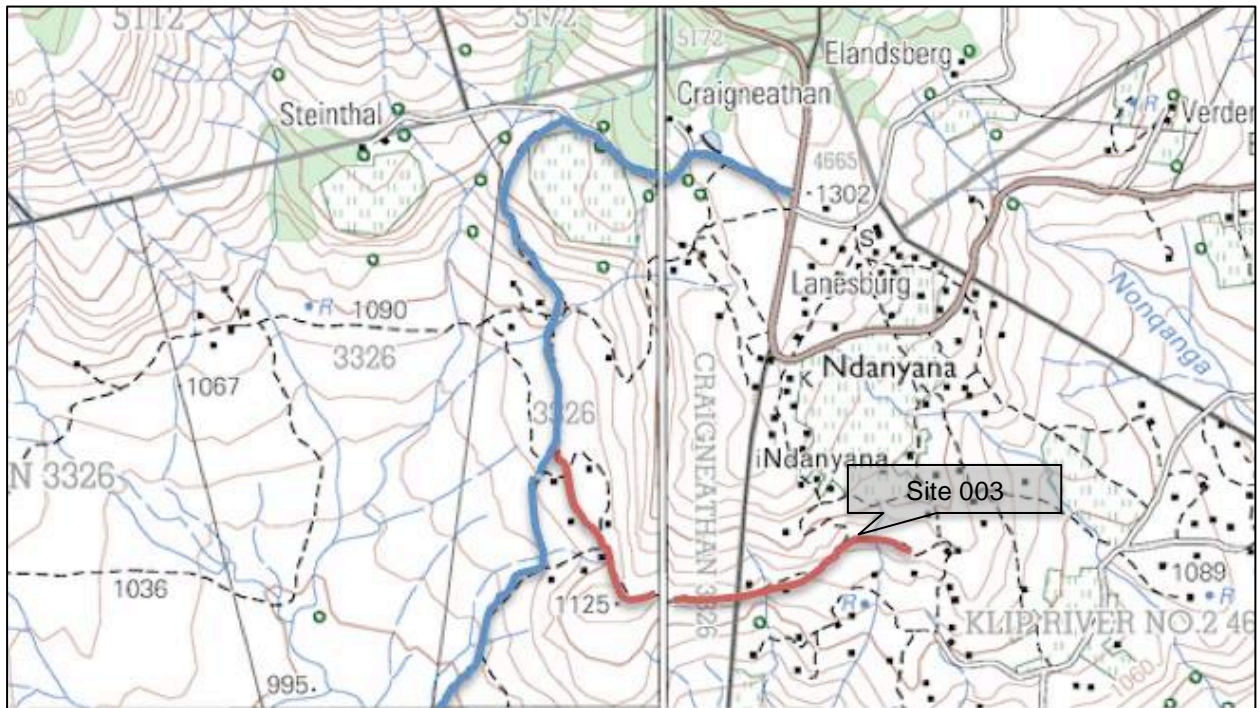 5112
5172
5172
Elandsberg
Craigneathan
Steinthal
R
Verder
4665
1302
S
Lanesburg
R 1090
3326
Nonqanga
1067
Ndanyana
K
3326
CRAIGNEATHAN 3326
iNdanyana
N 3326
Site 003
1036
1125
R
1089
R
KLIP RIVER NO.2 46
995
1060